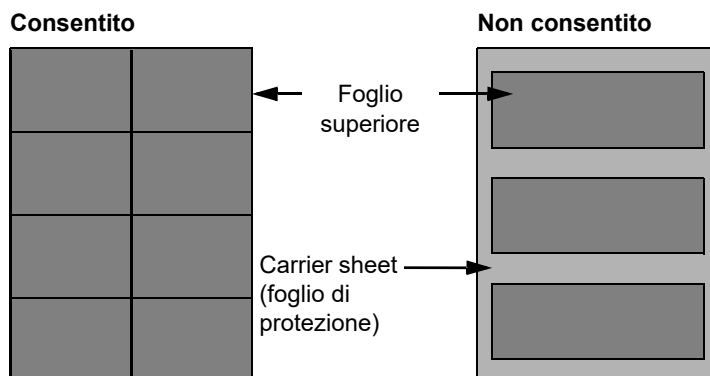 Consentito
Non consentito
Foglio
superiore
Carrier sheet
(foglio di
protezione)